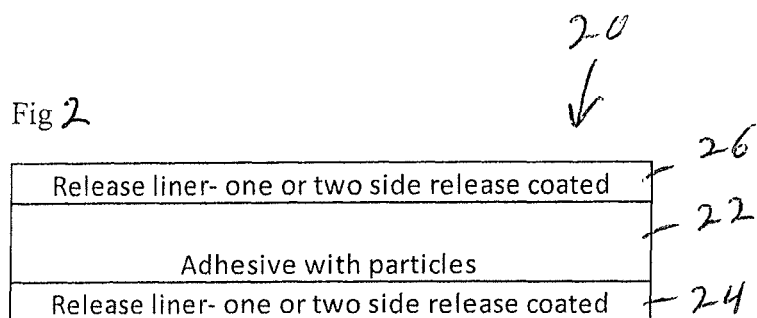 20
Fig 2
Release liner- one or two side release coated
26
22
Adhesive with particles
Release liner- one or two side release coated
24